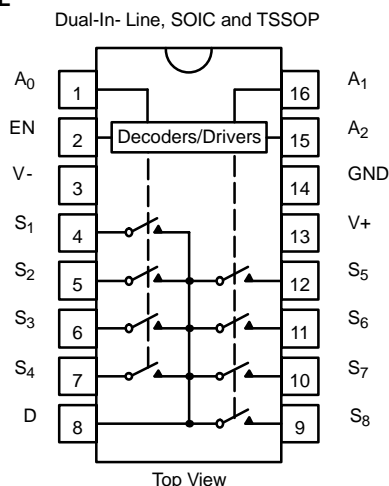 Dual-In- Line, SOIC and TSSOP
A0 1 16 A1
EN 2 Decoders/Drivers 15 A2
V- 3 14 GND
S1 4 13 V+
S2 5 12 S5
S3 6 11 S6
S4 7 10 S7
D 8 9 S8
Top View